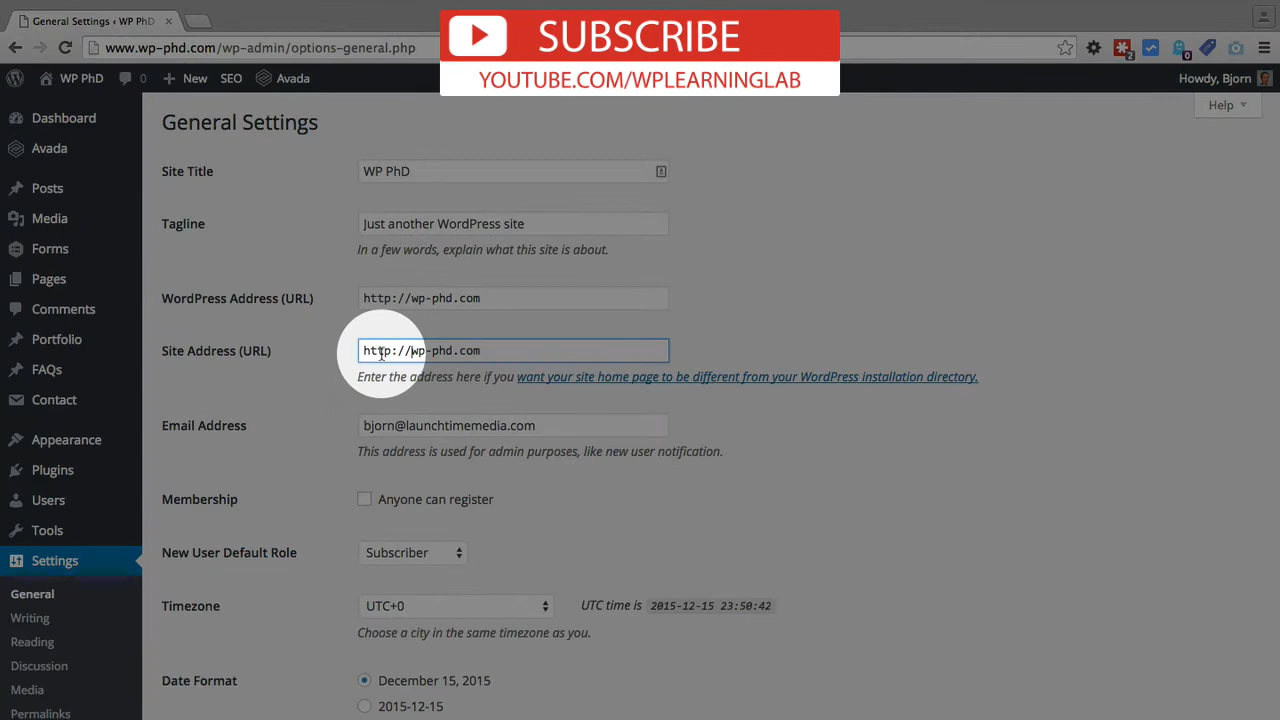 General Settings ‹ WP PhD
SUBSCRIBE
YOUTUBE.COM/WPLEARNINGLAB
www.wp-phd.com/wp-admin/options-general.php
2
0
WP PhD
0
New
SEO
Avada
Howdy, Bjorn
Help
Dashboard
Avada
Posts
Media
Forms
Pages
Comments
Portfolio
FAQs
Contact
Appearance
Plugins
Users
Tools
Settings
General
Writing
Reading
Discussion
Media
Permalinks
General Settings
Site Title
WP PhD
Tagline
Just another WordPress site
In a few words, explain what this site is about.
WordPress Address (URL)
http://wp-phd.com
Site Address (URL)
http://wp-phd.com
Enter the address here if you want your site home page to be different from your WordPress installation directory.
Email Address
bjorn@launchtimemedia.com
This address is used for admin purposes, like new user notification.
Membership
Anyone can register
New User Default Role
Subscriber
Timezone
UTC+0
UTC time is 2015-12-15 23:50:42
Choose a city in the same timezone as you.
Date Format
December 15, 2015
2015-12-15